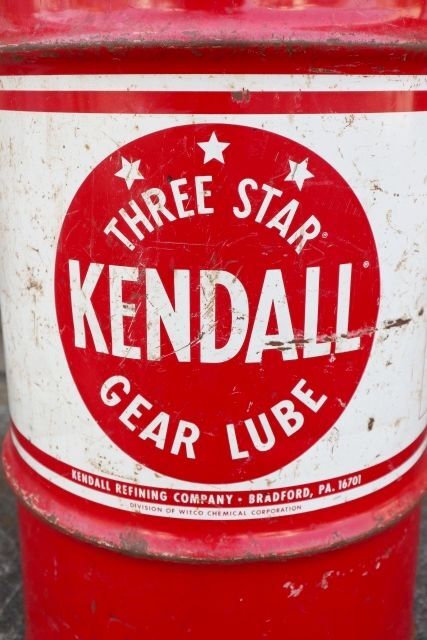 THREE STAR®
KENDALL®
GEAR LUBE
KENDALL REFINING COMPANY • BRADFORD, PA. 16701
DIVISION OF WITCO CHEMICAL CORPORATION